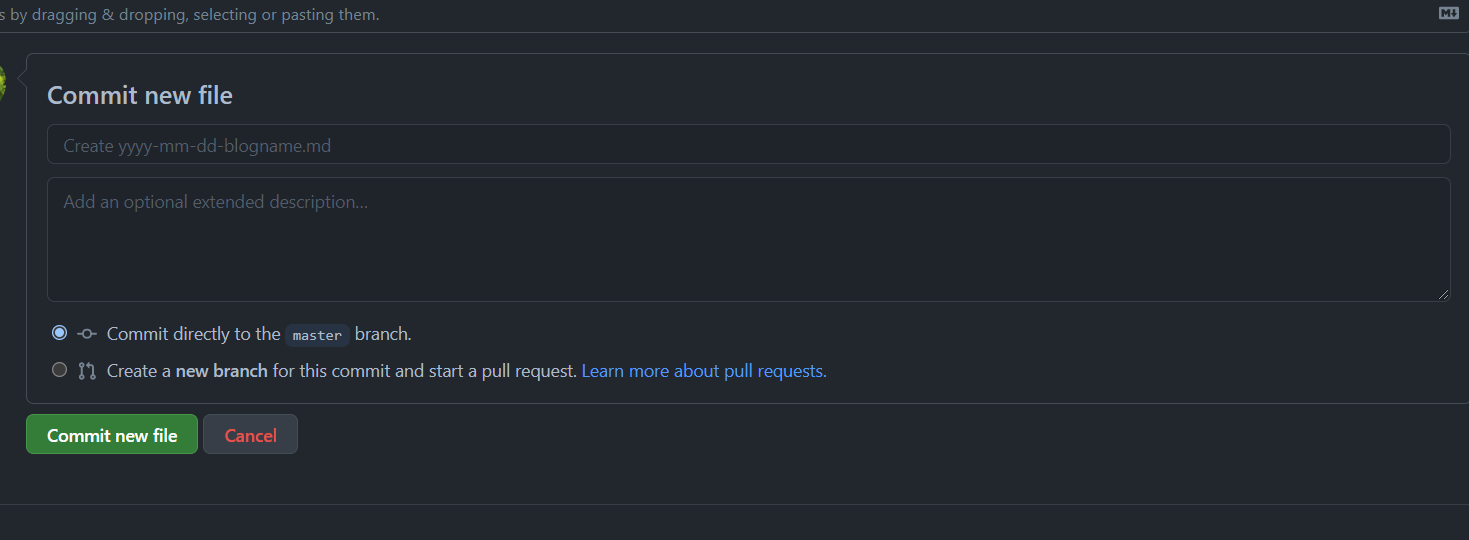 s by dragging & dropping, selecting or pasting them.
M↓
Commit new file
Create yyyy-mm-dd-blogname.md
Add an optional extended description...
Commit directly to the master branch.
Create a new branch for this commit and start a pull request. Learn more about pull requests.
Commit new file
Cancel